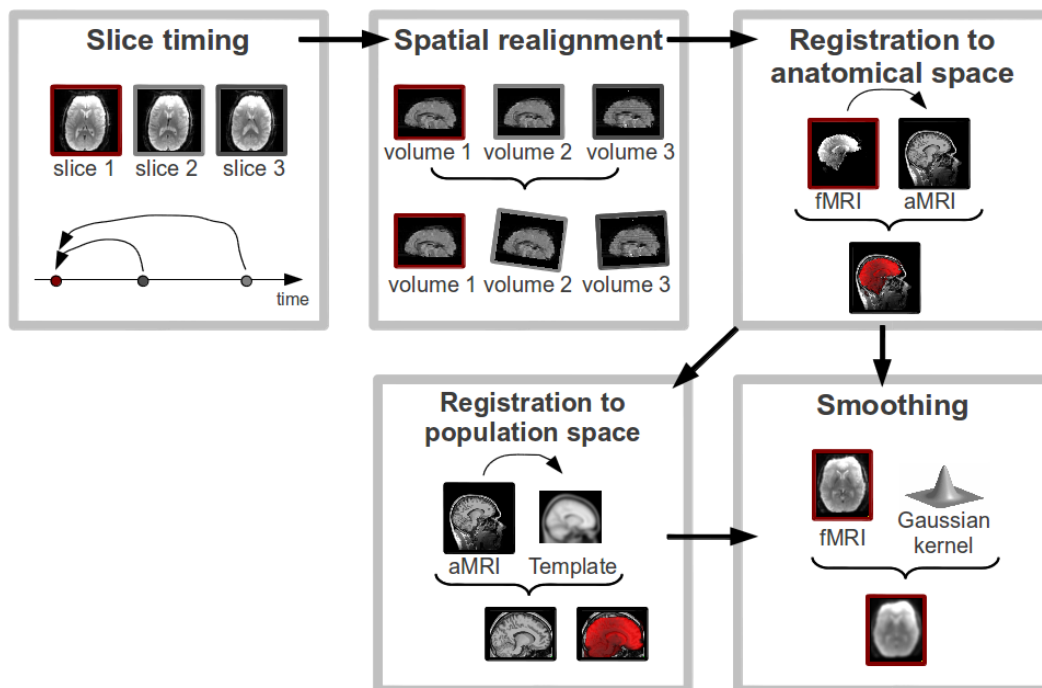 Slice timing
slice 1 slice 2 slice 3
time
Spatial realignment
volume 1 volume 2 volume 3
volume 1 volume 2 volume 3
Registration to
anatomical space
fMRI aMRI
Registration to
population space
aMRI Template
Smoothing
fMRI
Gaussian
kernel